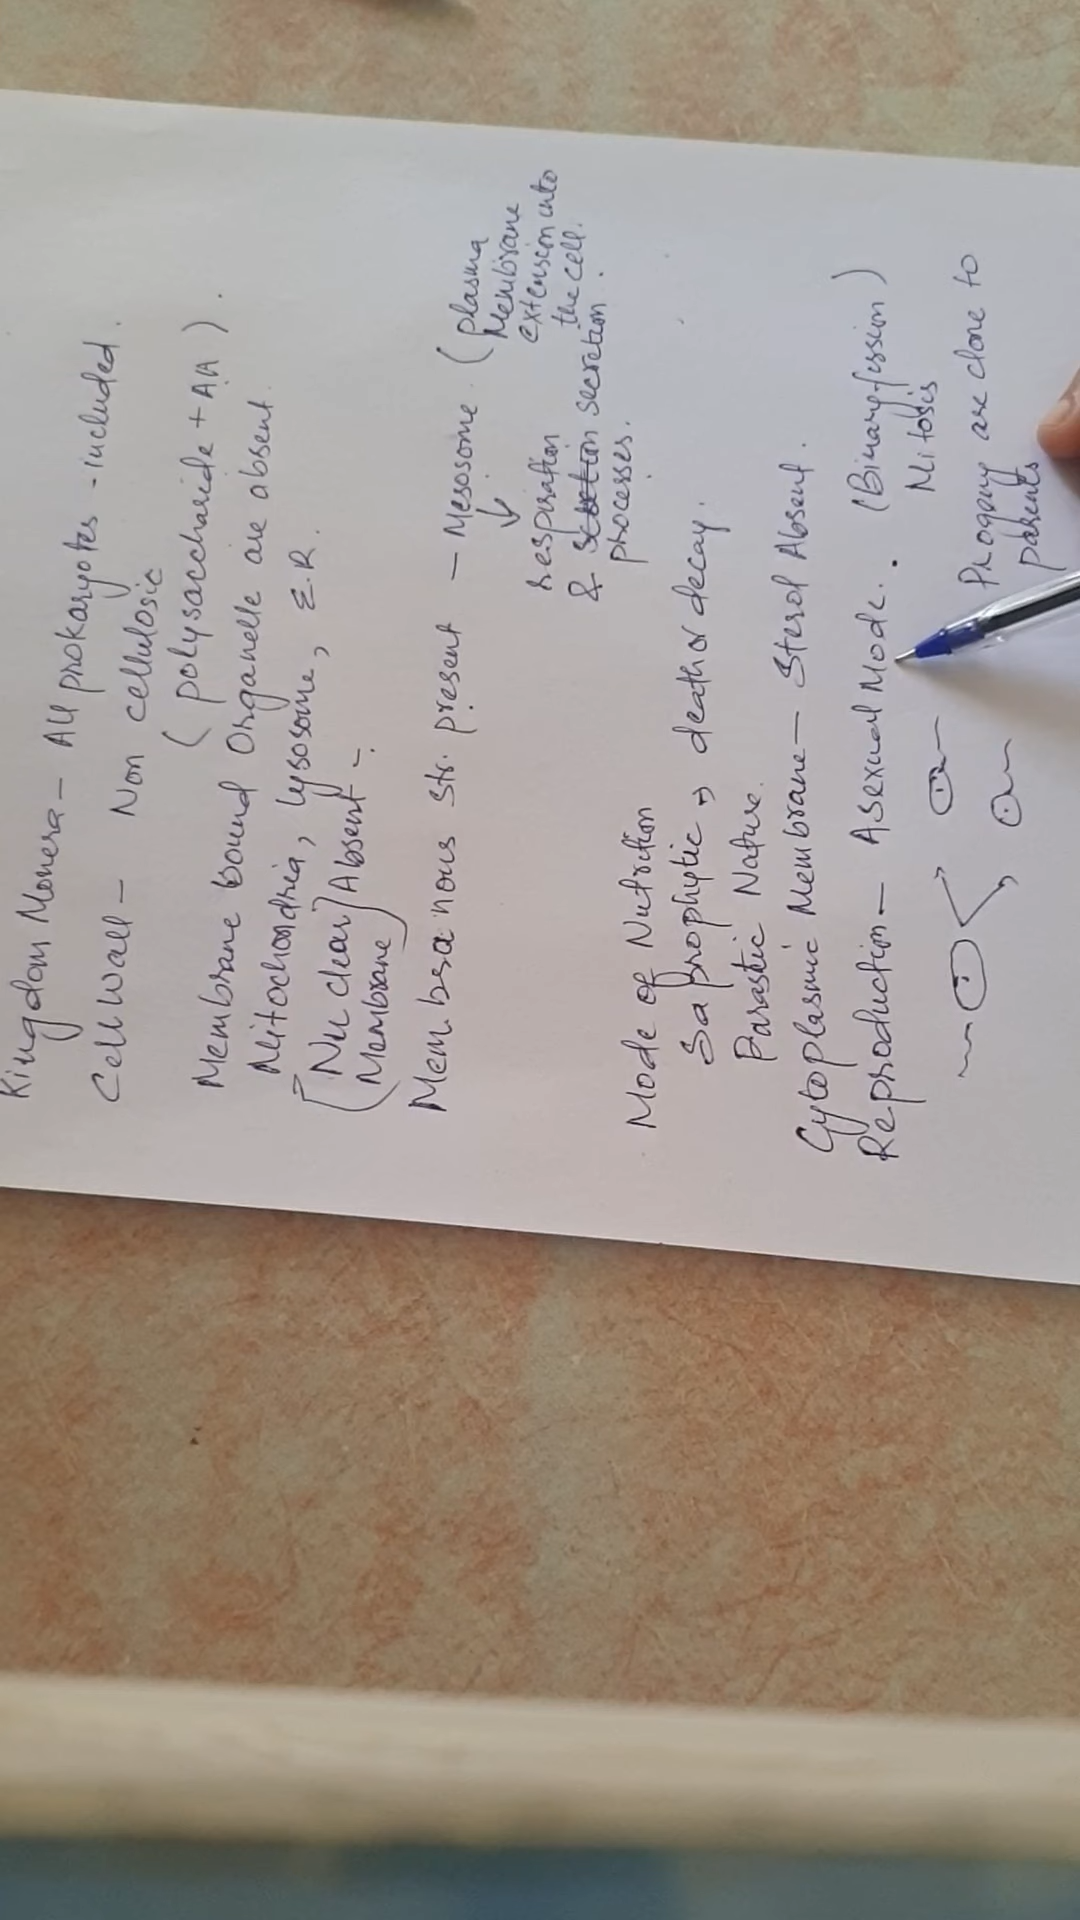 Kingdom Monera - All prokaryotes - included.
Cell Wall - Non cellulosic
(polysaccharide + AA).
Membrane bound Organelle are absent
Mitochondria, lysosome, E.R.
(Nuclear Membrane) Absent -
Membranous str. present - Mesosome. (plasma Membrane extension into the cell.
respiration
& secretion
processes.
Mode of Nutrition
Saprophytic → death or decay.
Parastic Nature.
Cytoplasmic Membrane - Sterol Absent.
Reproduction - Asexual Mode. (Binary fission)
Mitosis
Progeny are clone to
parents